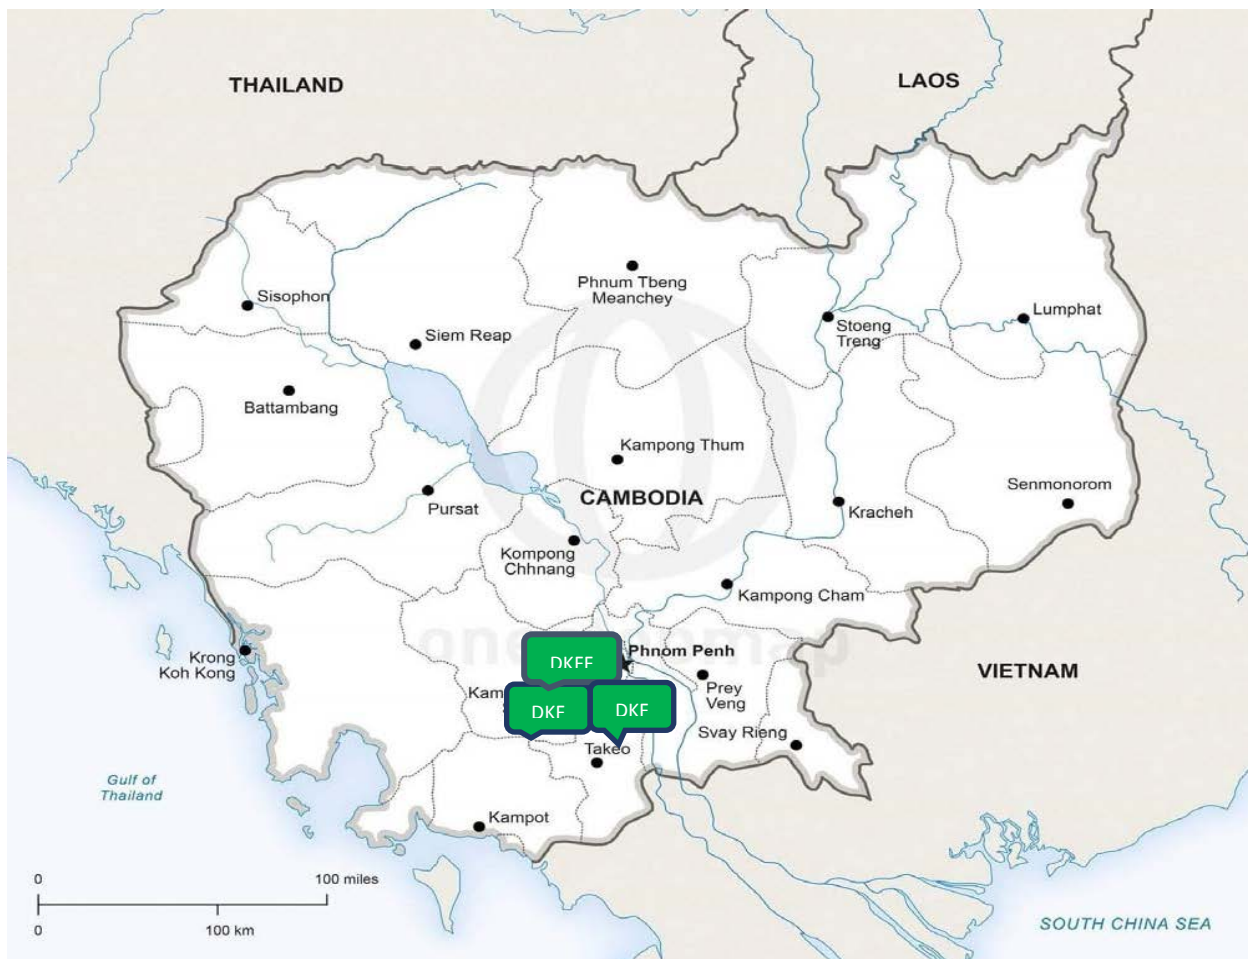 THAILAND
LAOS
Phnum Tbeng
Meanchey
Sisophon
Lumphat
Stoeng
Treng
Siem Reap
Battambang
Kampong Thum
CAMBODIA
Senmonorom
Pursat
Kracheh
Kompong
Chhnang
Kampong Cham
Phnom Penh
Krong
Koh Kong
VIETNAM
DKEF
Kam
Prey
Veng
DKF
DKF
Svay Rieng
Takeo
Gulf of
Thailand
Kampot
0
100 miles
0
100 km
SOUTH CHINA SEA